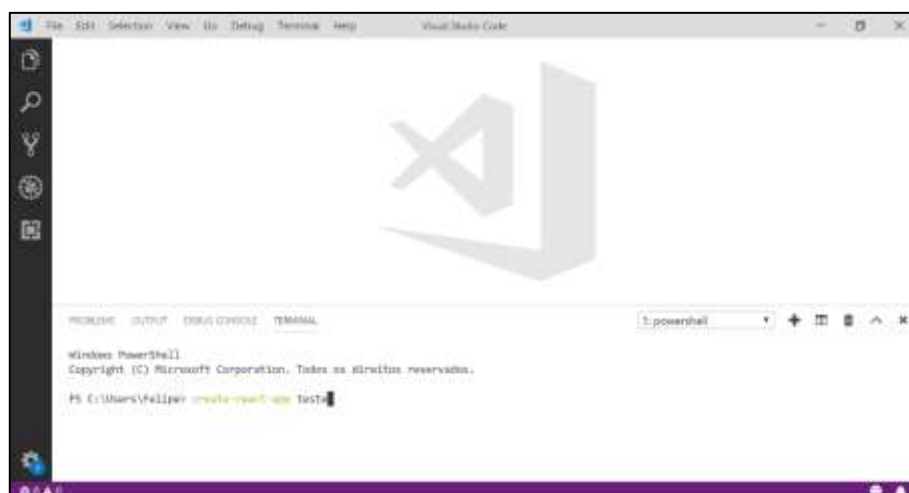 File Edit Selection View Go Debug Terminal Help Visual Studio Code
PROBLEMS OUTPUT DEBUG CONSOLE TERMINAL
1: powershell
Windows PowerShell
Copyright (C) Microsoft Corporation. Todos os direitos reservados.
PS C:\Users\Felipe> create-react-app teste